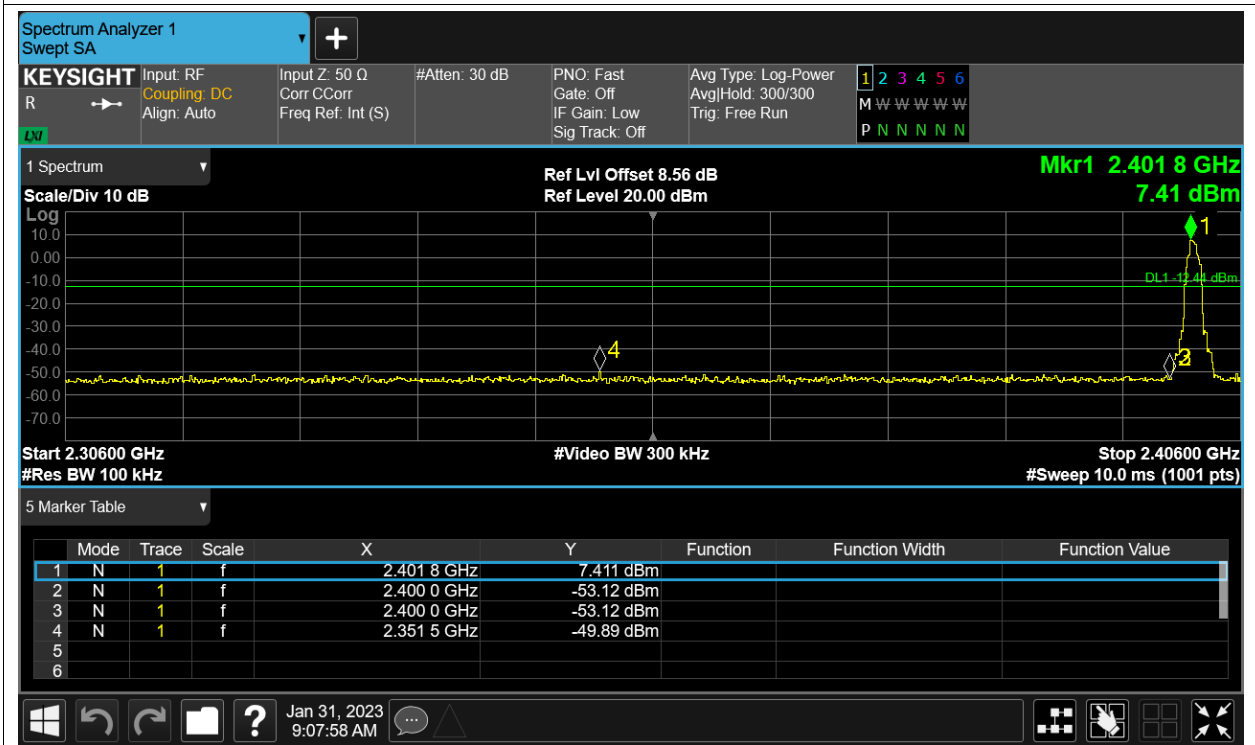 Spectrum Analyzer 1
Swept SA
KEYSIGHT Input: RF Input Z: 50 Ω #Atten: 30 dB PNO: Fast Avg Type: Log-Power 1 2 3 4 5 6
R Coupling: DC Corr CCorr Gate: Off Avg|Hold: 300/300 M W W W W W
Align: Auto Freq Ref: Int (S) IF Gain: Low Trig: Free Run
LXI Sig Track: Off P N N N N N
1 Spectrum Ref Lvl Offset 8.56 dB Mkr1 2.401 8 GHz
Scale/Div 10 dB Ref Level 20.00 dBm 7.41 dBm
Log
1
10.0
0.00
DL1 -12.44 dBm
-10.0
-20.0
-30.0
-40.0
4
3
-50.0
-60.0
-70.0
Start 2.30600 GHz #Video BW 300 kHz Stop 2.40600 GHz
#Res BW 100 kHz #Sweep 10.0 ms (1001 pts)
5 Marker Table
Mode Trace Scale X Y Function Function Width Function Value
1 N 1 f 2.401 8 GHz 7.411 dBm
2 N 1 f 2.400 0 GHz -53.12 dBm
3 N 1 f 2.400 0 GHz -53.12 dBm
4 N 1 f 2.351 5 GHz -49.89 dBm
5
6
? Jan 31, 2023
9:07:58 AM